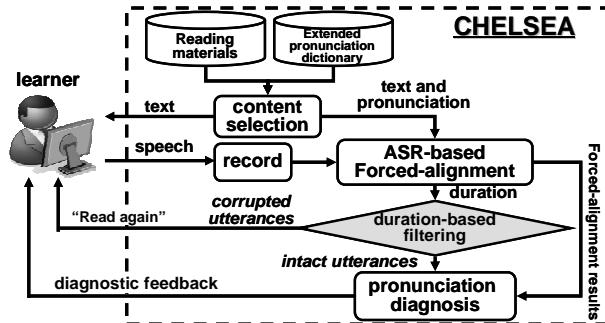 CHELSEA
Reading
materials
Extended
pronunciation
dictionary
learner
text
content
selection
text and
pronunciation
speech
record
ASR-based
Forced-alignment
duration
Forced-alignment results
"Read again"
corrupted
utterances
duration-based
filtering
intact utterances
diagnostic feedback
pronunciation
diagnosis